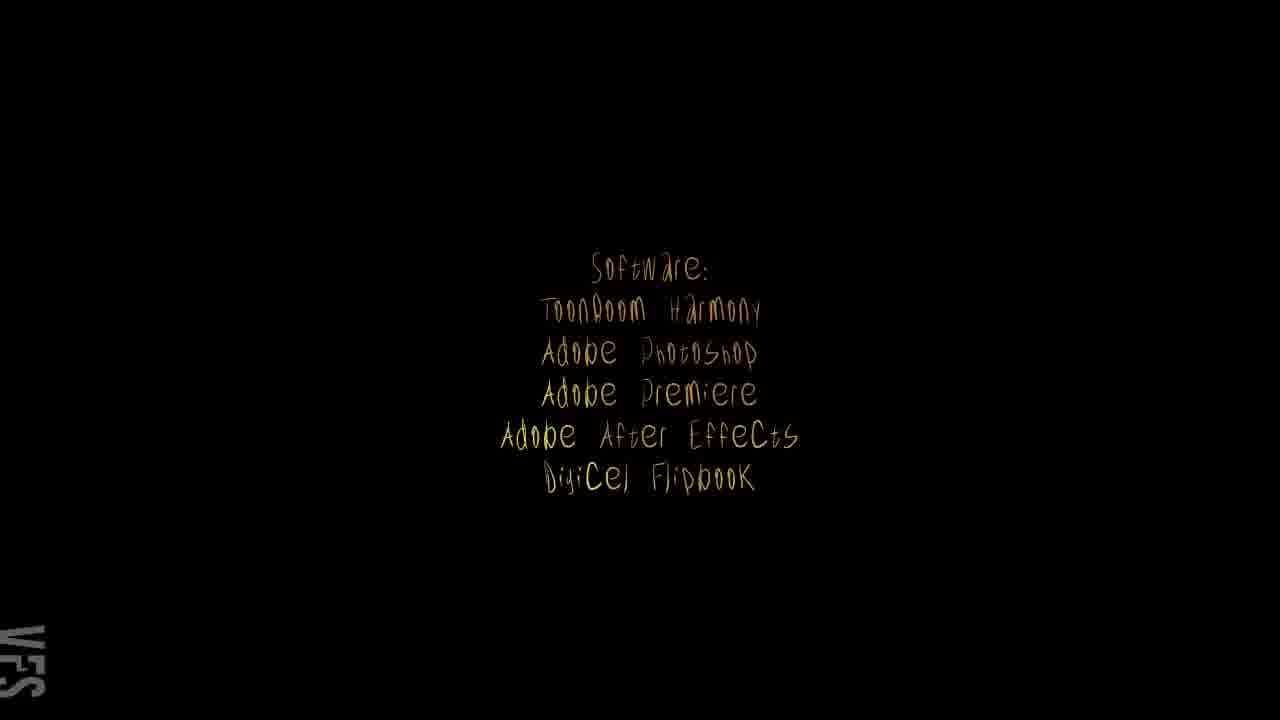 Software:
ToonBoom Harmony
Adobe Photoshop
Adobe Premiere
Adobe After Effects
DigiCel Flipbook
VFS